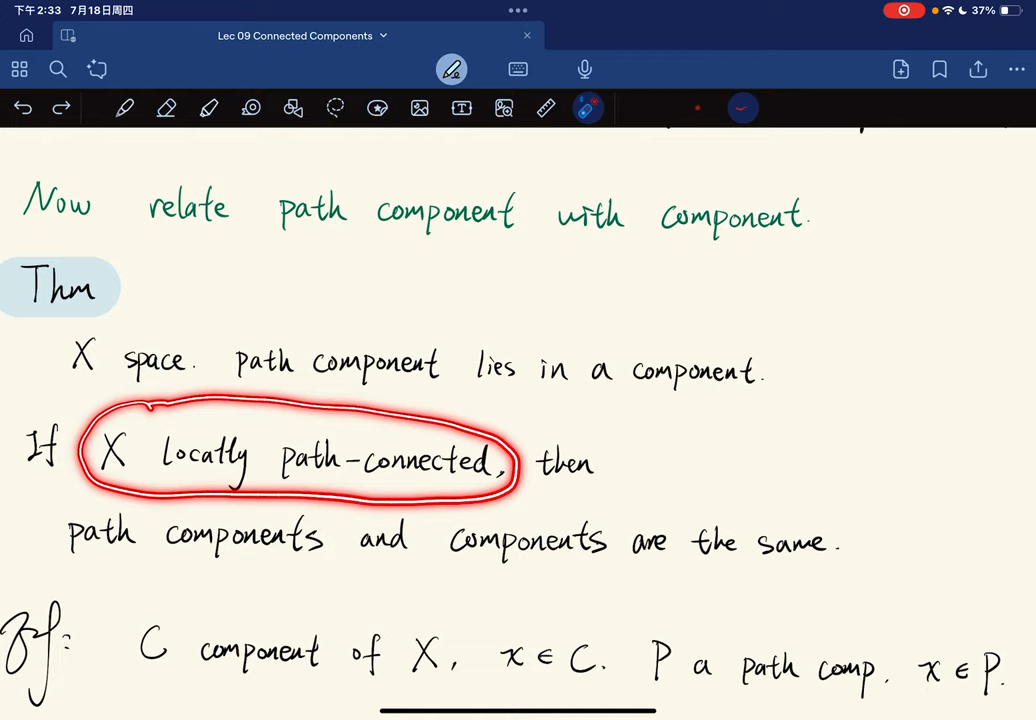 下午2:33 7月18日周四
37%
Lec 09 Connected Components
Now relate path component with component.
Thm
X space. path component lies in a component.
If X locally path-connected, then
path components and components are the same.
Pf: C component of X, x ∈ C. P a path comp. x ∈ P.